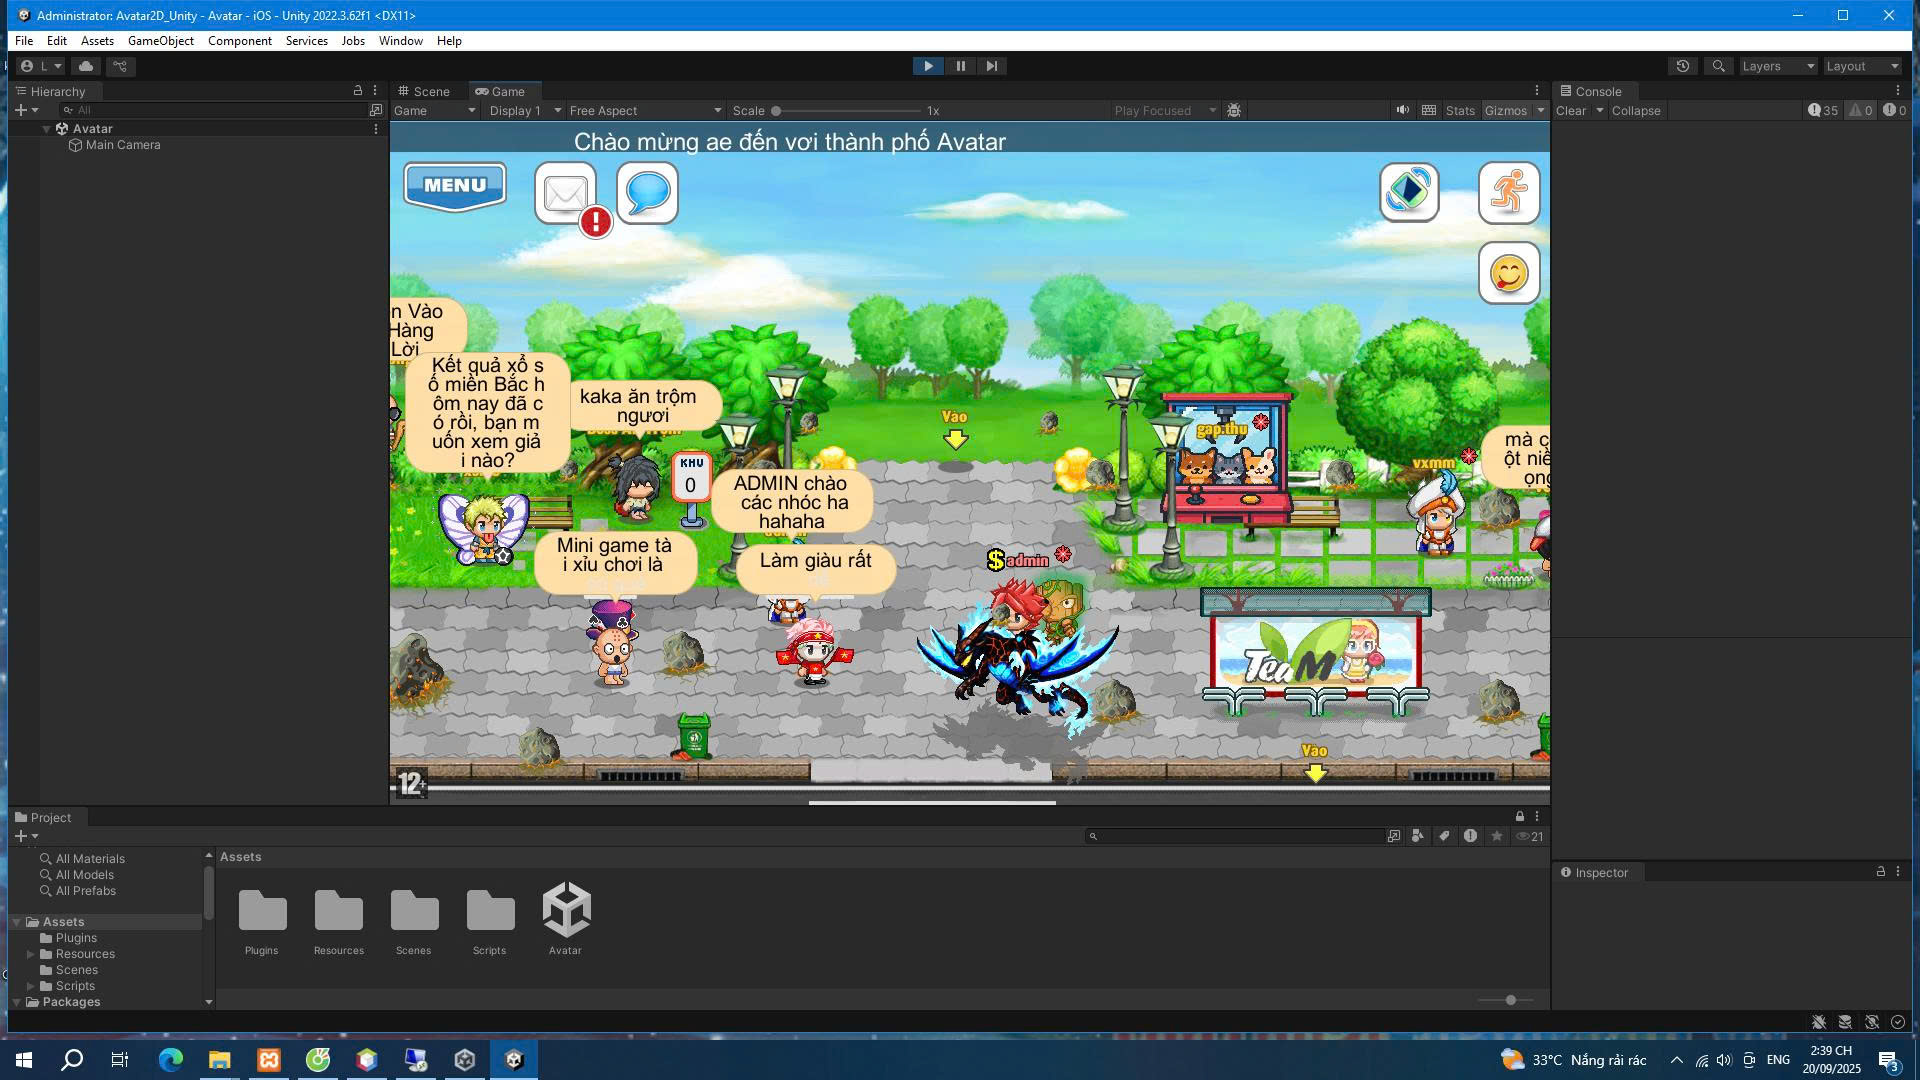 Administrator: Avatar2D_Unity - Avatar - iOS - Unity 2022.3.62f1 <DX11>
File Edit Assets GameObject Component Services Jobs Window Help
L
Layers
Layout
Hierarchy
All
Avatar
Main Camera
Scene
Game
Game
Display 1
Free Aspect
Scale
1x
Play Focused
Stats
Gizmos
Console
Clear
Collapse
35
0
0
Chào mừng ae đến vơi thành phố Avatar
MENU
n Vào
Hàng
Lời
Kết quả xổ s
ố miền Bắc h
ôm nay đã c
ó rồi, bạn m
uốn xem giả
i nào?
kaka ăn trộm
ngươi
KHU
0
ADMIN chào
các nhóc ha
hahaha
Mini game tà
i xỉu chơi là
Làm giàu rất
Vào
gap.thu
vxmm
mà c
ột niề
ọng
$admin
TeaM
Vào
12+
Project
21
All Materials
All Models
All Prefabs
Assets
Plugins
Resources
Scenes
Scripts
Packages
Assets
Plugins
Resources
Scenes
Scripts
Avatar
Inspector
33°C Nắng rải rác
ENG
2:39 CH
20/09/2025
3